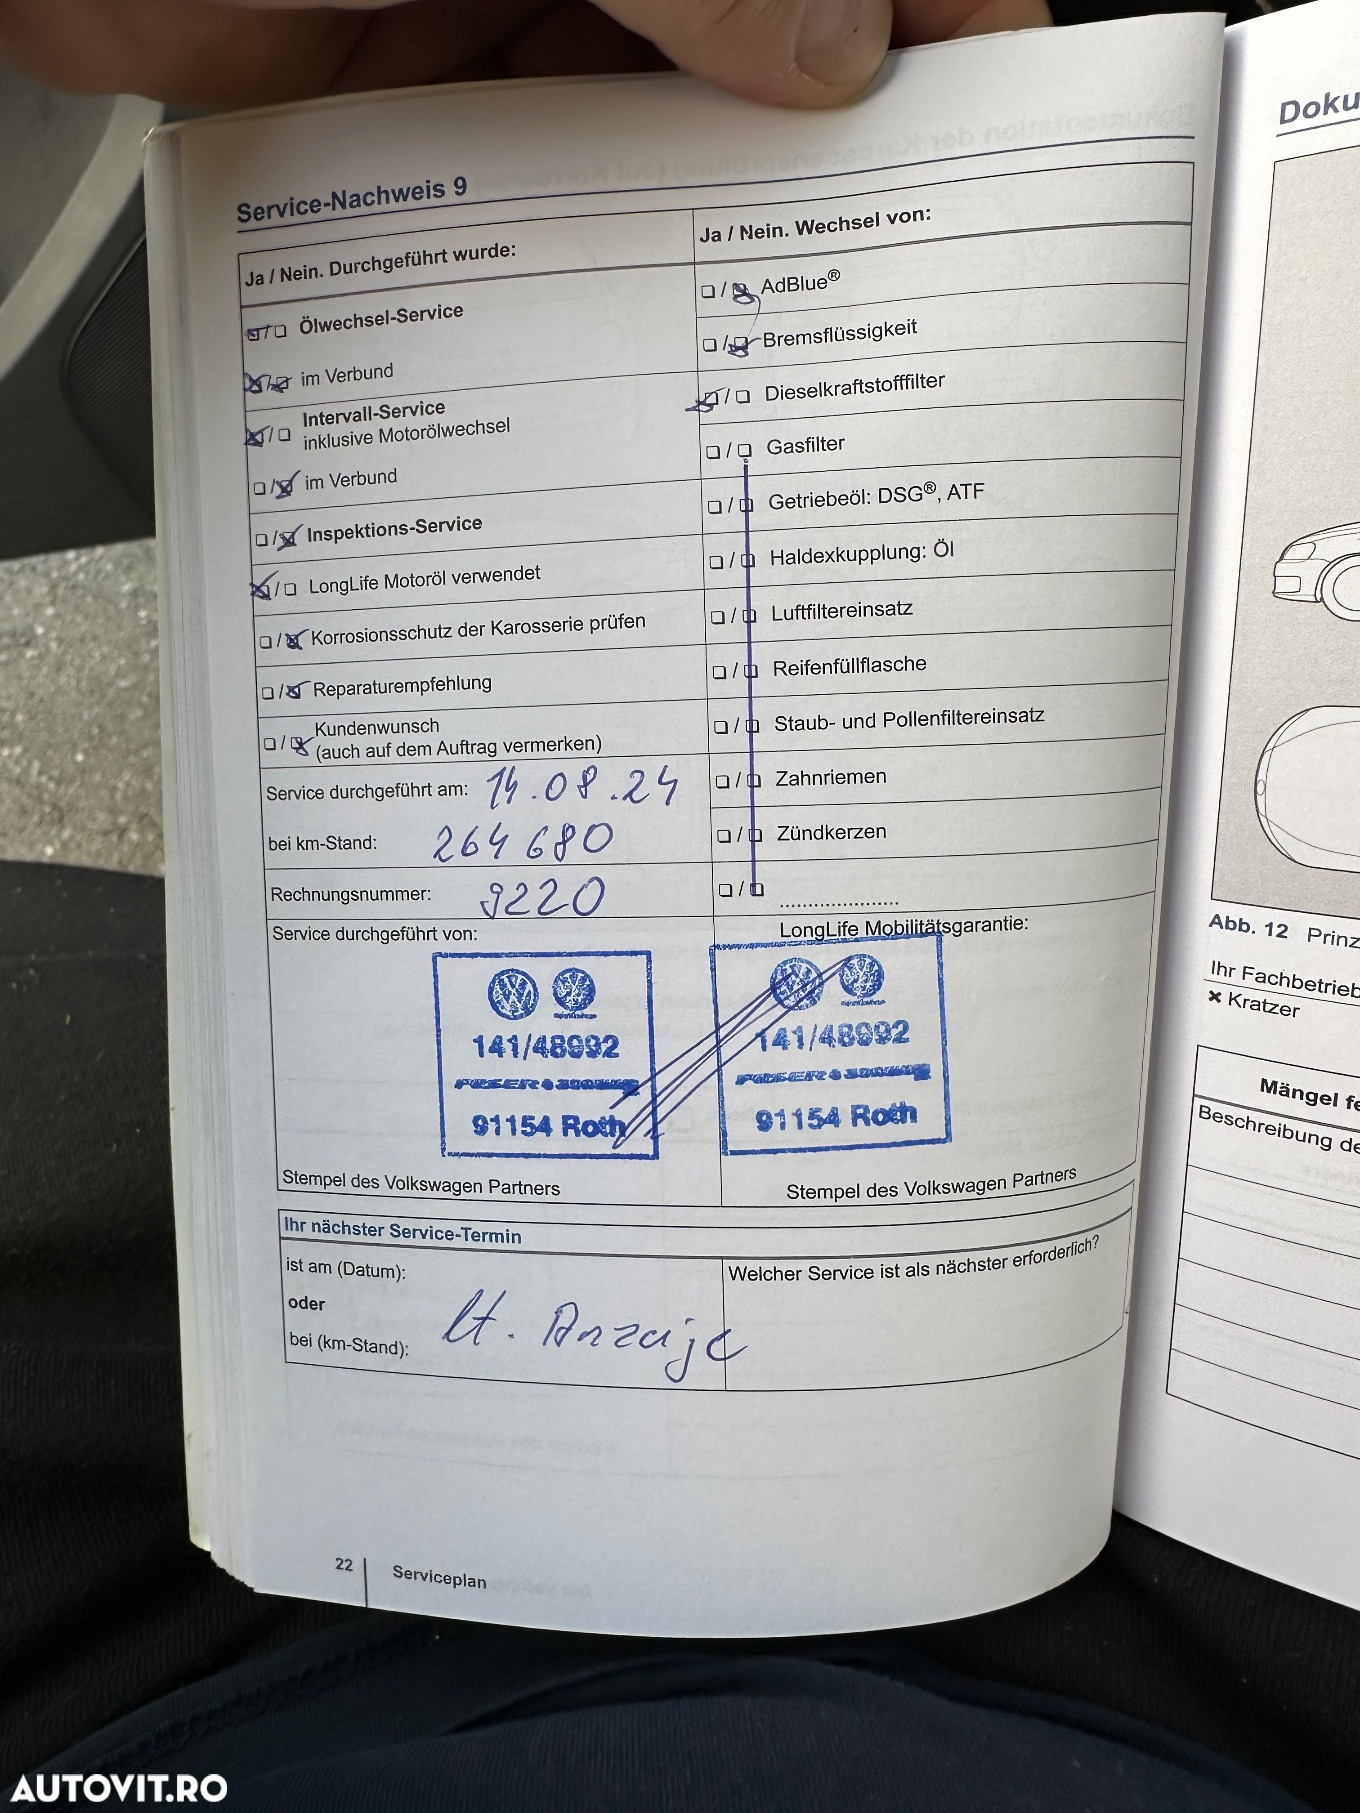 Service-Nachweis 9
Ja / Nein. Durchgeführt wurde:
Ölwechsel-Service
im Verbund
Intervall-Service
inklusive Motorölwechsel
im Verbund
Inspektions-Service
LongLife Motoröl verwendet
Korrosionsschutz der Karosserie prüfen
Reparaturempfehlung
Kundenwunsch
(auch auf dem Auftrag vermerken)
Service durchgeführt am: 14.08.24
bei km-Stand: 264 680
Rechnungsnummer: 9220
Service durchgeführt von:
141/48992
91154 Roth
Stempel des Volkswagen Partners
Ja / Nein. Wechsel von:
AdBlue®
Bremsflüssigkeit
Dieselkraftstofffilter
Gasfilter
Getriebeöl: DSG®, ATF
Haldexkupplung: Öl
Luftfiltereinsatz
Reifenfüllflasche
Staub- und Pollenfiltereinsatz
Zahnriemen
Zündkerzen
......................
LongLife Mobilitätsgarantie:
141/48992
91154 Roth
Stempel des Volkswagen Partners
Ihr nächster Service-Termin
ist am (Datum):
oder
bei (km-Stand):
lt. Anzeige
Welcher Service ist als nächster erforderlich?
22 Serviceplan
Doku
Abb. 12 Prinz
Ihr Fachbetrieb
× Kratzer
Mängel fe
Beschreibung de
AUTOVIT.RO